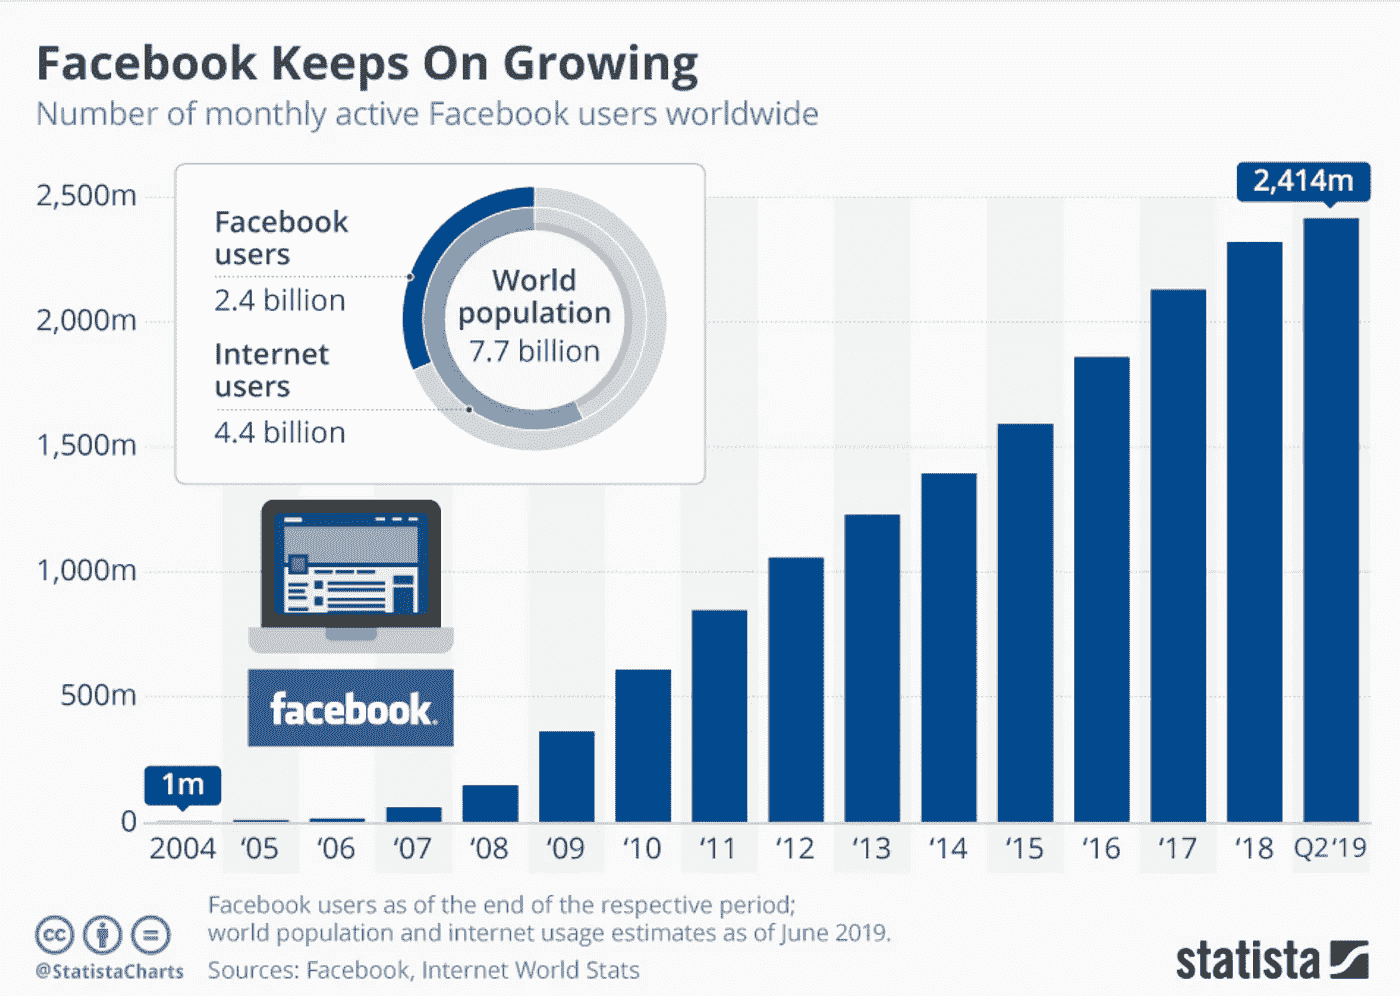 Facebook Keeps On Growing
Number of monthly active Facebook users worldwide
2,500m
2,000m
1,500m
1,000m
500m
0
Facebook
users
2.4 billion
Internet
users
4.4 billion
World
population
7.7 billion
2,414m
facebook.
1m
2004 ‘05 ‘06 ‘07 ‘08 ‘09 ‘10 ‘11 ‘12 ‘13 ‘14 ‘15 ‘16 ‘17 ‘18 Q2‘19
Facebook users as of the end of the respective period;
world population and internet usage estimates as of June 2019.
cc
@StatistaCharts
Sources: Facebook, Internet World Stats
statista